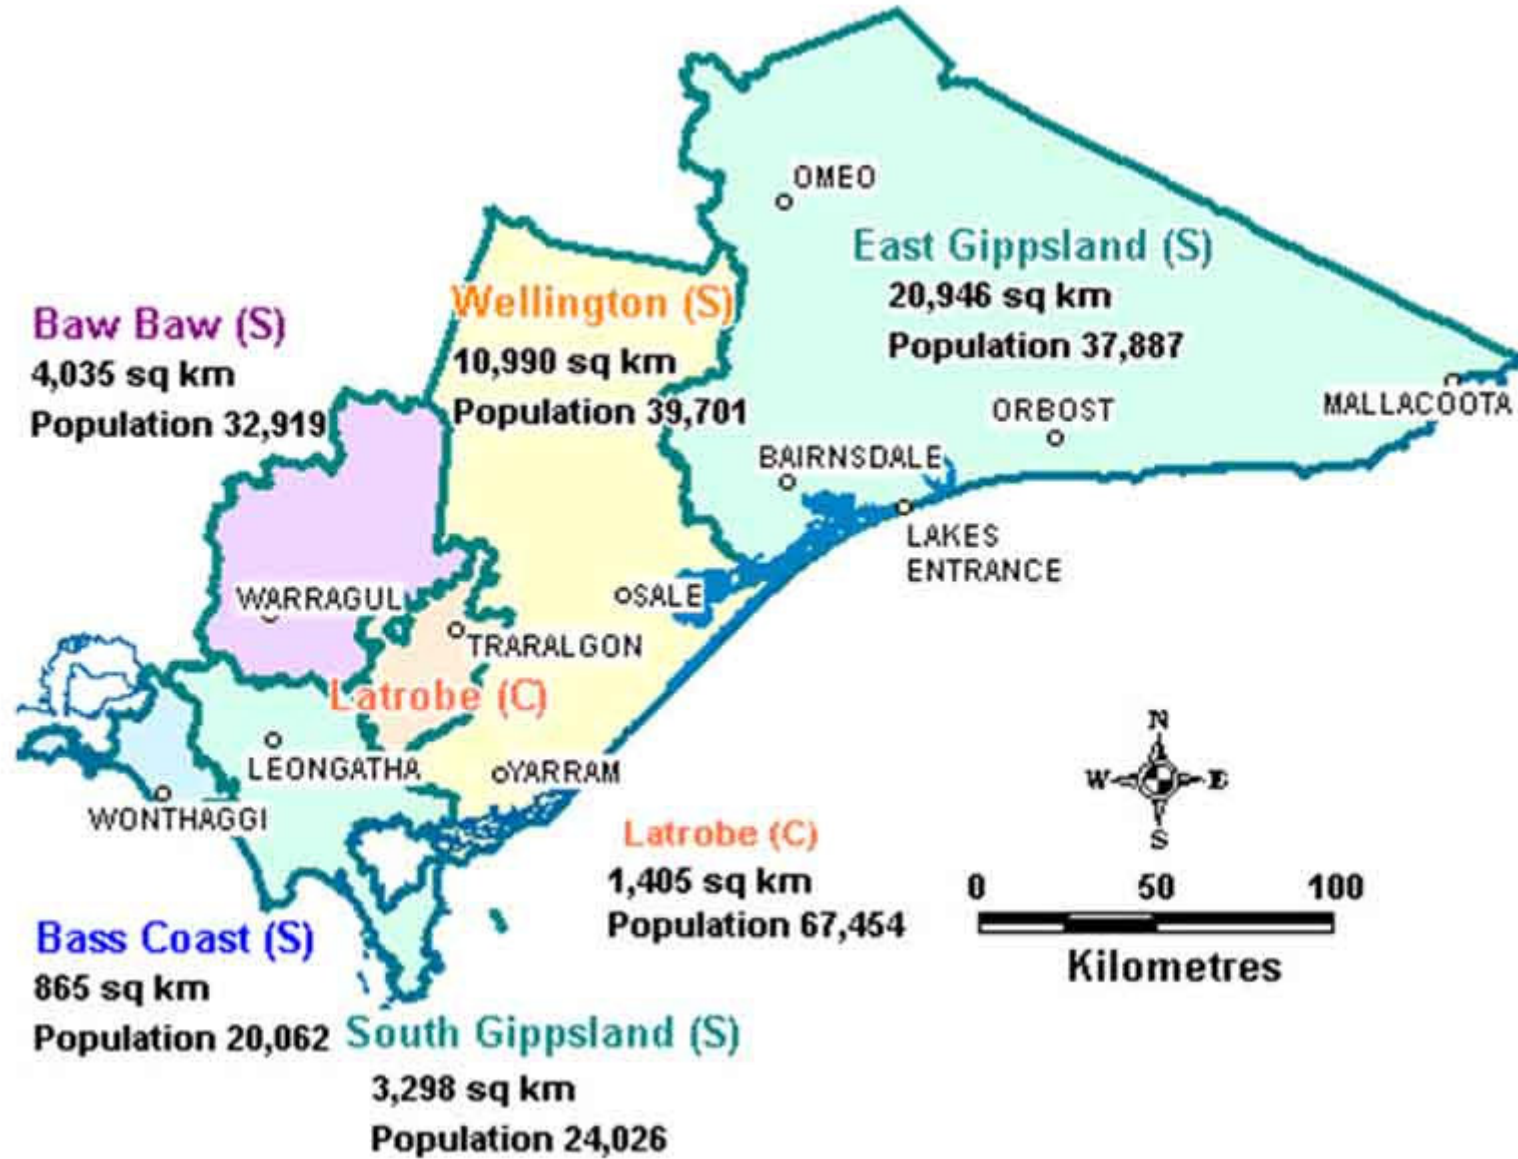 OMEO
East Gippsland (S)
20,946 sq km
Population 37,887
Baw Baw (S)
4,035 sq km
Population 32,919
Wellington (S)
10,990 sq km
Population 39,701
ORBOST
MALLACOOTA
BAIRNSDALE
LAKES
ENTRANCE
WARRAGUL
SALE
TRARALGON
Latrobe (C)
LEONGATHA
YARRAM
WONTHAGGI
N
W E
S
Latrobe (C)
1,405 sq km
Population 67,454
0 50 100
Kilometres
Bass Coast (S)
865 sq km
Population 20,062
South Gippsland (S)
3,298 sq km
Population 24,026